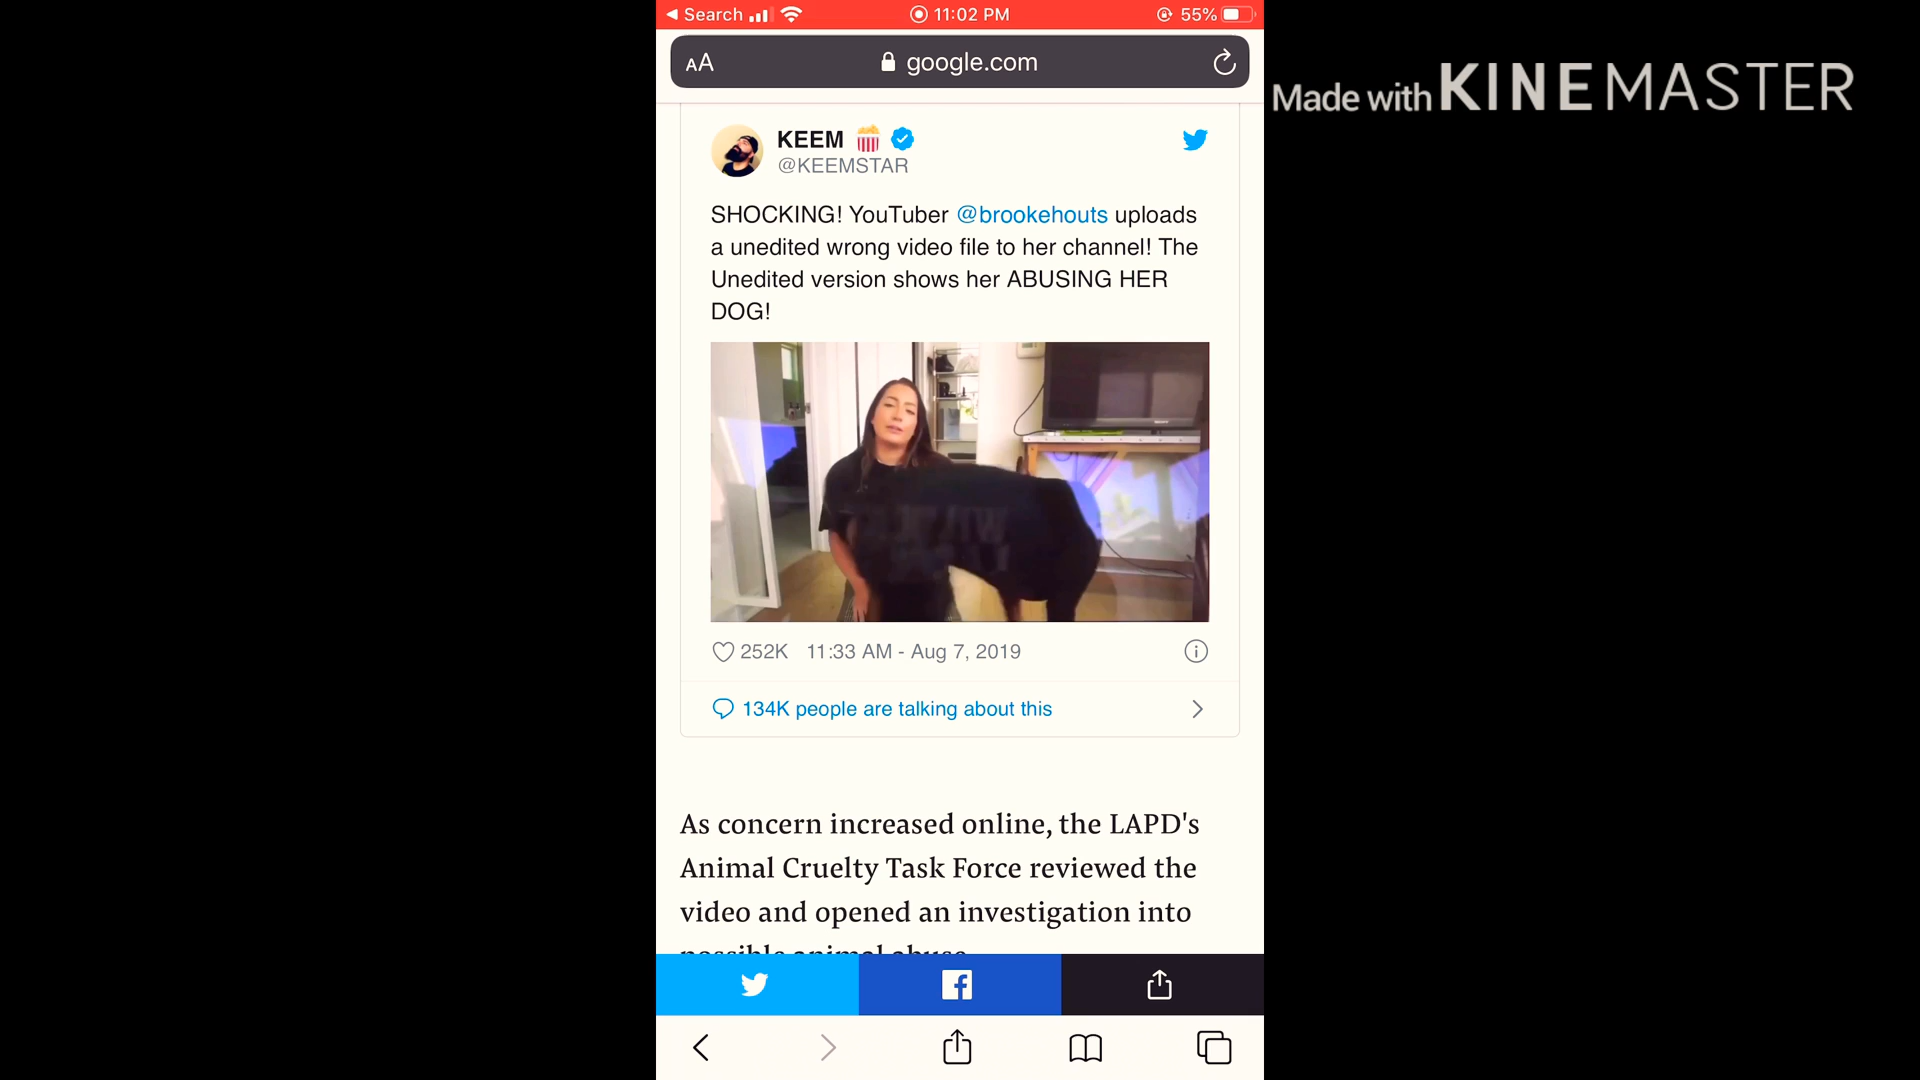 Search 11:02 PM 55%
AA google.com
Made with KINEMASTER
KEEM
@KEEMSTAR
SHOCKING! YouTuber @brookehouts uploads
a unedited wrong video file to her channel! The
Unedited version shows her ABUSING HER
DOG!
252K 11:33 AM - Aug 7, 2019
134K people are talking about this
As concern increased online, the LAPD's
Animal Cruelty Task Force reviewed the
video and opened an investigation into
possible animal abuse